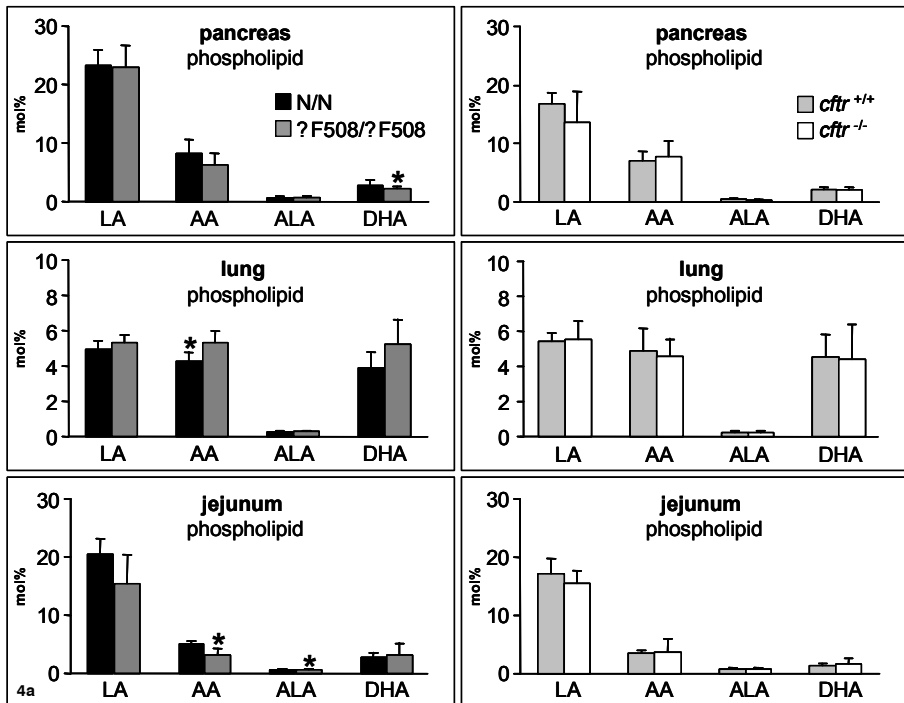 pancreas
phospholipid
30
20
10
0
mol%
N/N
?F508/?F508
*
LA AA ALA DHA
pancreas
phospholipid
30
20
10
0
mol%
cftr +/+
cftr -/-
LA AA ALA DHA
lung
phospholipid
10
8
6
4
2
0
mol%
*
LA AA ALA DHA
lung
phospholipid
10
8
6
4
2
0
mol%
LA AA ALA DHA
jejunum
phospholipid
30
20
10
0
mol%
* *
4a
LA AA ALA DHA
jejunum
phospholipid
30
20
10
0
mol%
LA AA ALA DHA